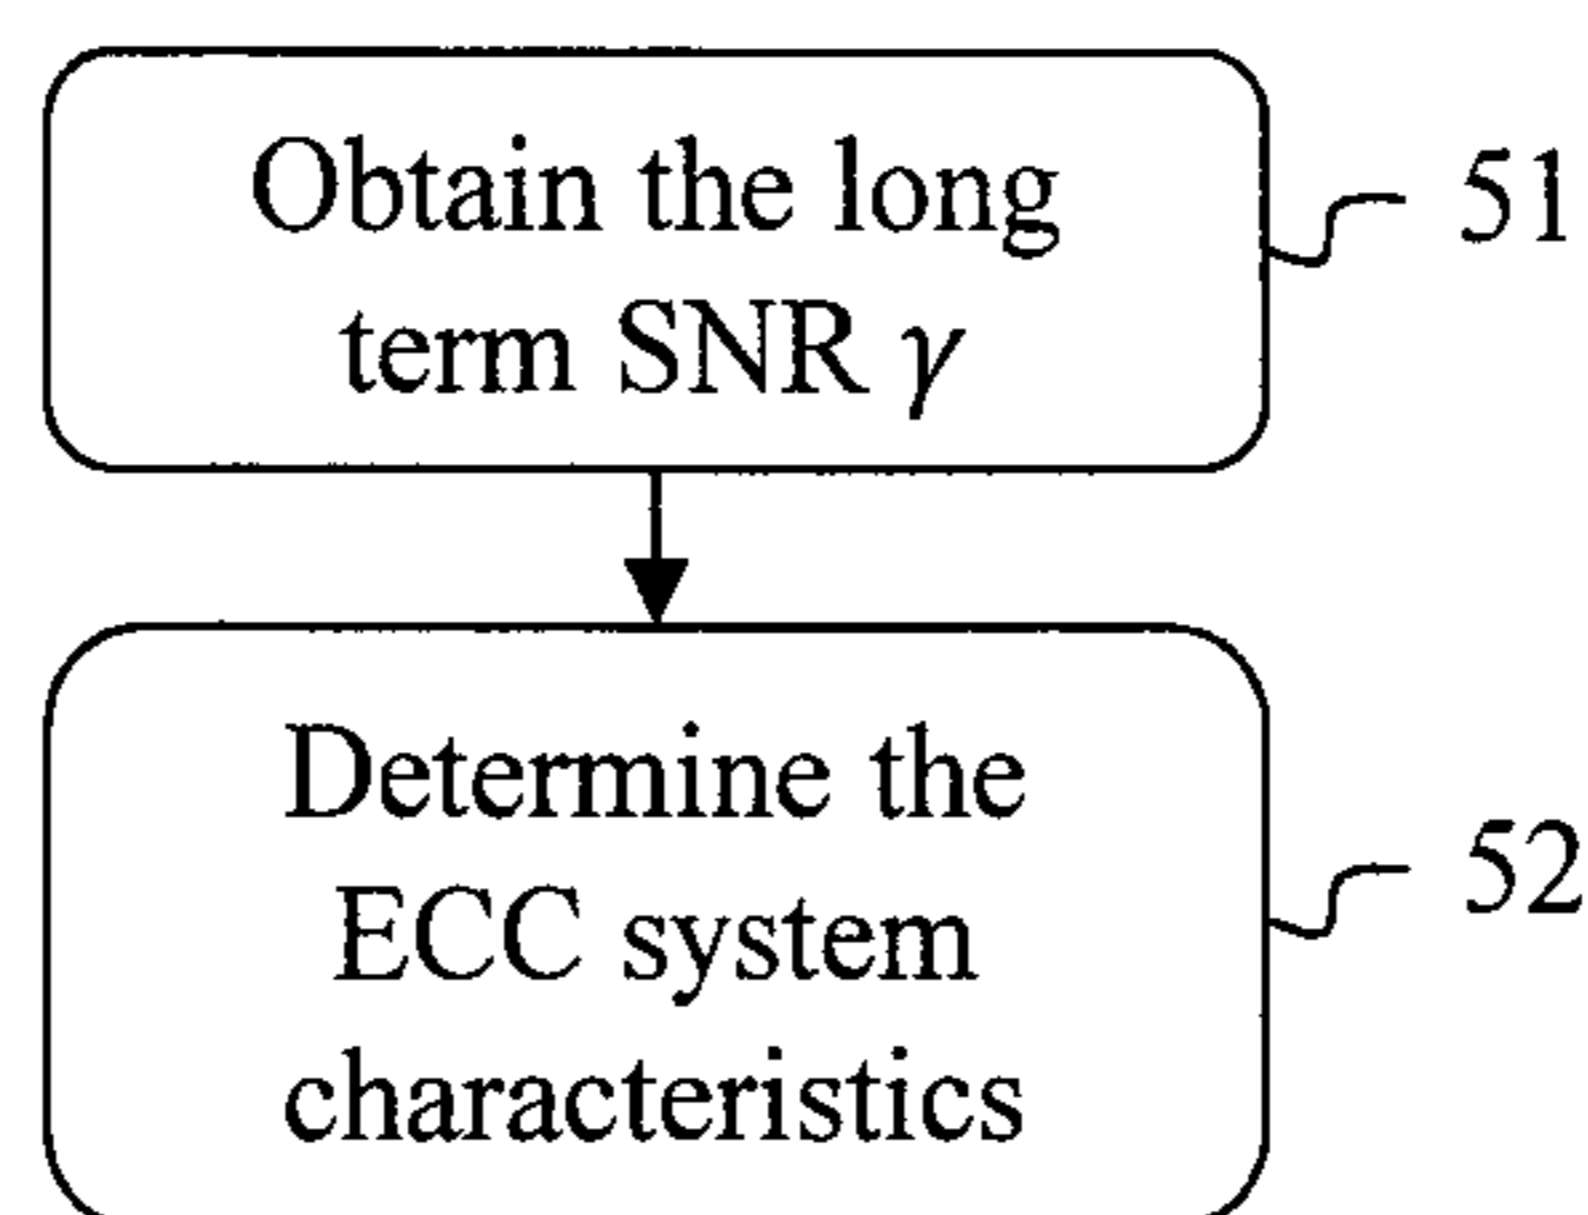 Obtain the long
term SNR γ
51
Determine the
ECC system
characteristics
52